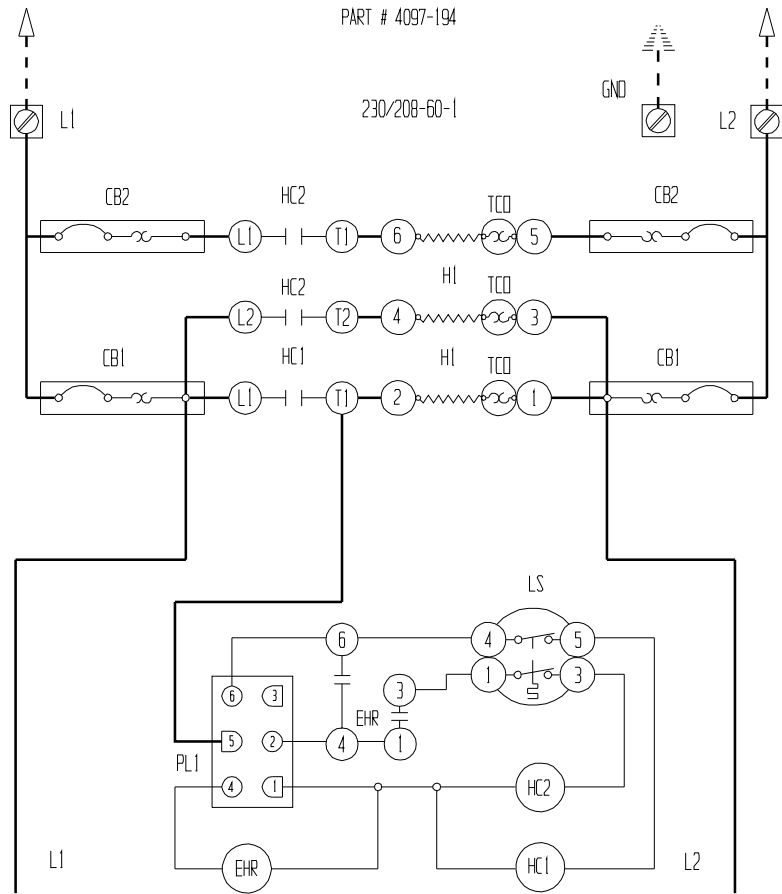 PART # 4097-194
230/208-60-1
GND
L1
L2
CB2
HC2
TCO
CB2
L1
T1
6
5
HC2
H1
TCO
L2
T2
4
3
CB1
HC1
H1
TCO
CB1
L1
T1
2
1
LS
6
4
5
1
3
3
6
3
EHR
5
2
4
1
PL1
4
1
HC2
L1
EHR
HC1
L2